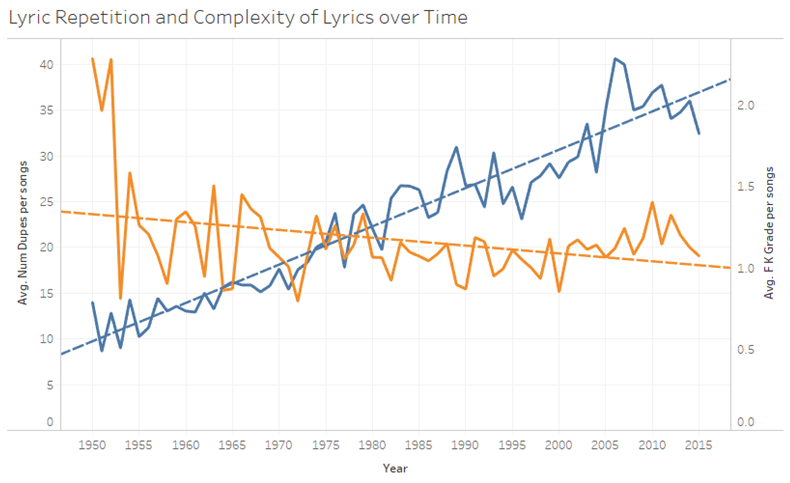 Lyric Repetition and Complexity of Lyrics over Time
Avg. Num Dupes per songs
40
35
30
25
20
15
10
5
0
2.0
1.5
1.0
0.5
0.0
Avg. F K Grade per songs
1950 1955 1960 1965 1970 1975 1980 1985 1990 1995 2000 2005 2010 2015
Year